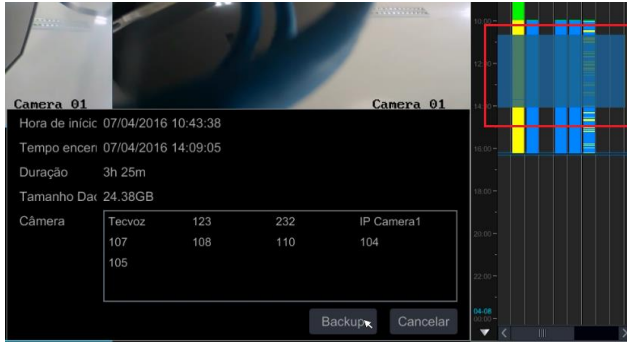 Camera 01
Camera 01
Hora de início 07/04/2016 10:43:38
Tempo encerr 07/04/2016 14:09:05
Duração 3h 25m
Tamanho Dad 24.38GB
Câmera
Tecvoz 123 232 IP Camera1
107 108 110 104
105
Backup Cancelar
10:00
12:00
14:00
16:00
18:00
20:00
22:00
04-08
00:00